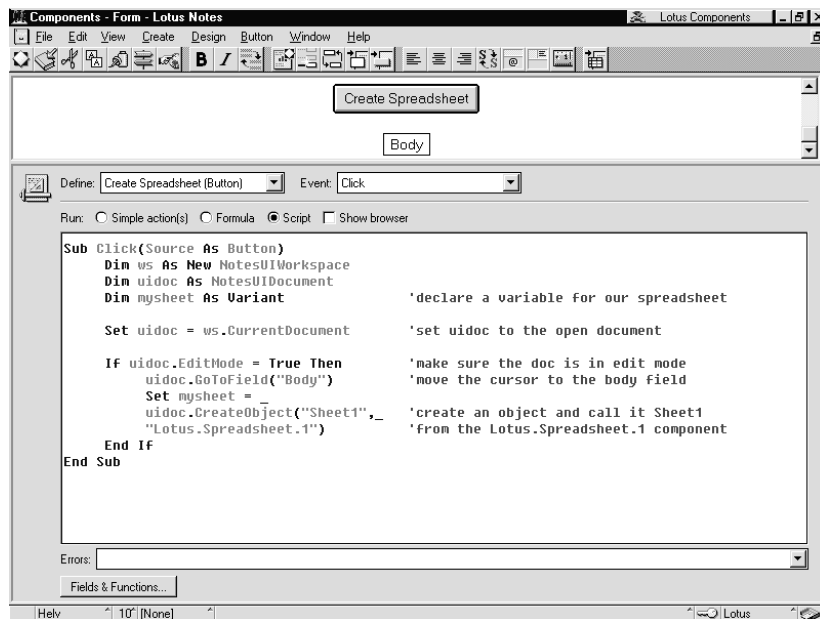 Components - Form - Lotus Notes Lotus Components
File Edit View Create Design Button Window Help
B I @
Create Spreadsheet
Body
Define: Create Spreadsheet (Button) Event: Click
Run: Simple action(s) Formula Script Show browser
Sub Click(Source As Button)
Dim ws As New NotesUIWorkspace
Dim uidoc As NotesUIDocument
Dim mysheet As Variant 'declare a variable for our spreadsheet
Set uidoc = ws.CurrentDocument 'set uidoc to the open document
If uidoc.EditMode = True Then 'make sure the doc is in edit mode
uidoc.GoToField("Body") 'move the cursor to the body field
Set mysheet = _
uidoc.CreateObject("Sheet1",_ 'create an object and call it Sheet1
"Lotus.Spreadsheet.1") 'from the Lotus.Spreadsheet.1 component
End If
End Sub
Errors:
Fields & Functions...
Helv 10 [None] Lotus